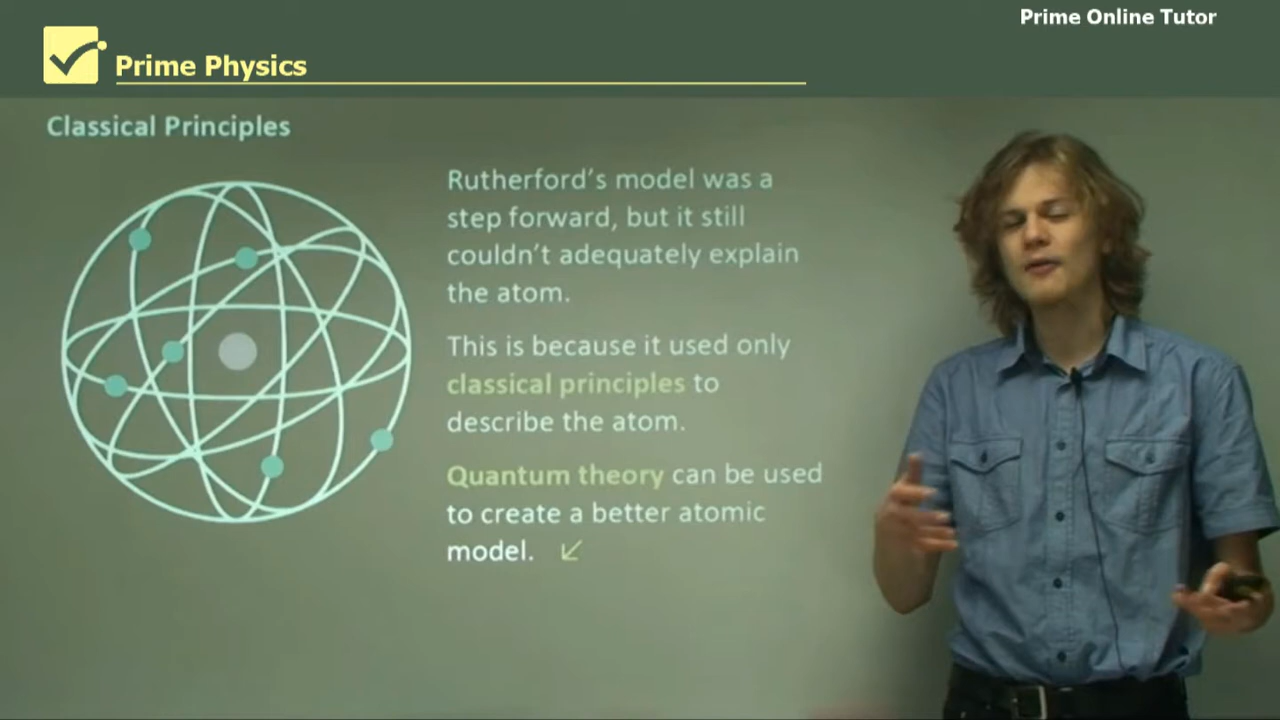 Prime Online Tutor
Prime Physics
Classical Principles
Rutherford's model was a
step forward, but it still
couldn't adequately explain
the atom.
This is because it used only
classical principles to
describe the atom.
Quantum theory can be used
to create a better atomic
model.